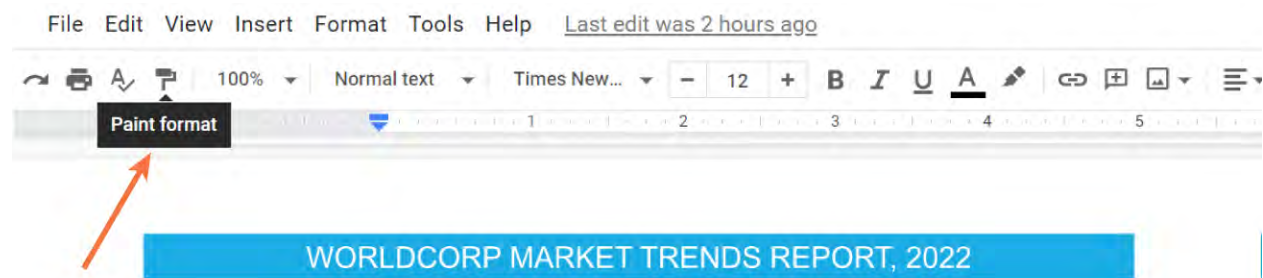 File Edit View Insert Format Tools Help Last edit was 2 hours ago
100% Normal text Times New... − 12 + B I U A
Paint format
1 2 3 4 5
WORLDCORP MARKET TRENDS REPORT, 2022